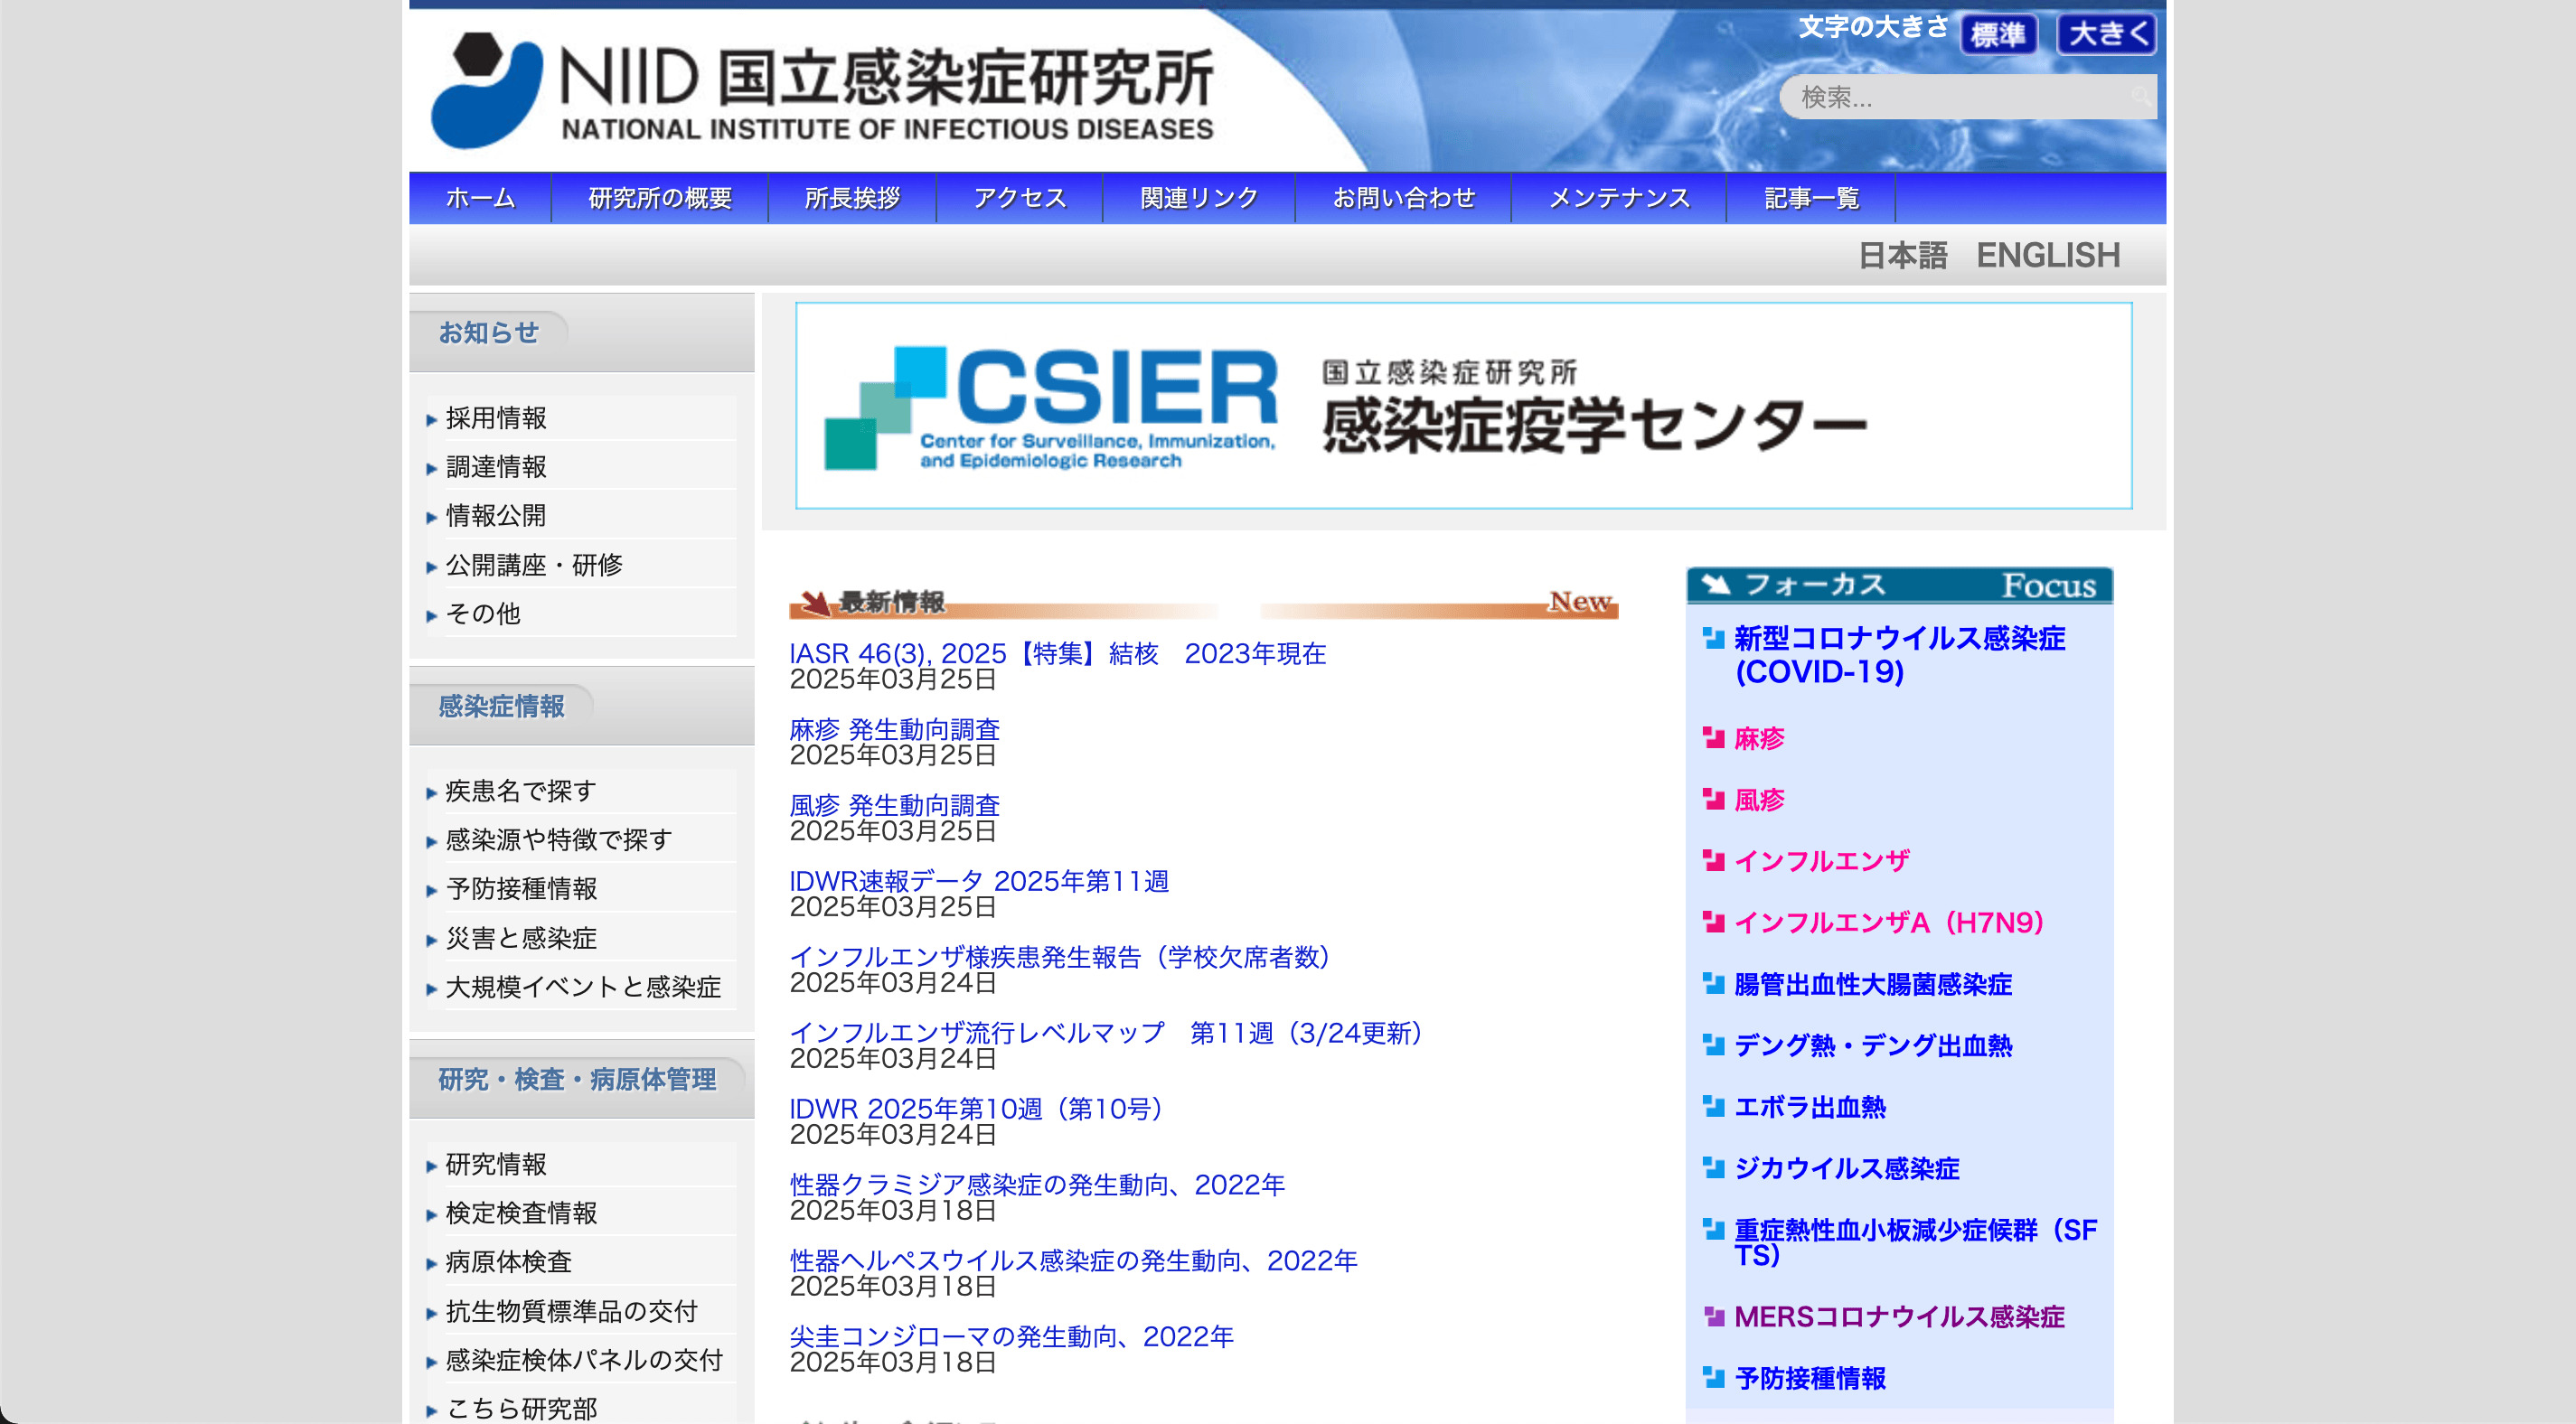 NIID 国立感染症研究所
NATIONAL INSTITUTE OF INFECTIOUS DISEASES
文字の大きさ 標準 大きく
検索...
ホーム 研究所の概要 所長挨拶 アクセス 関連リンク お問い合わせ メンテナンス 記事一覧
日本語 ENGLISH
お知らせ
採用情報
調達情報
情報公開
公開講座・研修
その他
感染症情報
疾患名で探す
感染源や特徴で探す
予防接種情報
災害と感染症
大規模イベントと感染症
研究・検査・病原体管理
研究情報
検定検査情報
病原体検査
抗生物質標準品の交付
感染症検体パネルの交付
こちら研究部
CSIER
Center for Surveillance, Immunization,
and Epidemiologic Research
国立感染症研究所
感染症疫学センター
最新情報 New
IASR 46(3), 2025【特集】結核 2023年現在
2025年03月25日
麻疹 発生動向調査
2025年03月25日
風疹 発生動向調査
2025年03月25日
IDWR速報データ 2025年第11週
2025年03月25日
インフルエンザ様疾患発生報告（学校欠席者数）
2025年03月24日
インフルエンザ流行レベルマップ 第11週（3/24更新）
2025年03月24日
IDWR 2025年第10週（第10号）
2025年03月24日
性器クラミジア感染症の発生動向、2022年
2025年03月18日
性器ヘルペスウイルス感染症の発生動向、2022年
2025年03月18日
尖圭コンジローマの発生動向、2022年
2025年03月18日
フォーカス Focus
新型コロナウイルス感染症
(COVID-19)
麻疹
風疹
インフルエンザ
インフルエンザA（H7N9）
腸管出血性大腸菌感染症
デング熱・デング出血熱
エボラ出血熱
ジカウイルス感染症
重症熱性血小板減少症候群（SF
TS）
MERSコロナウイルス感染症
予防接種情報